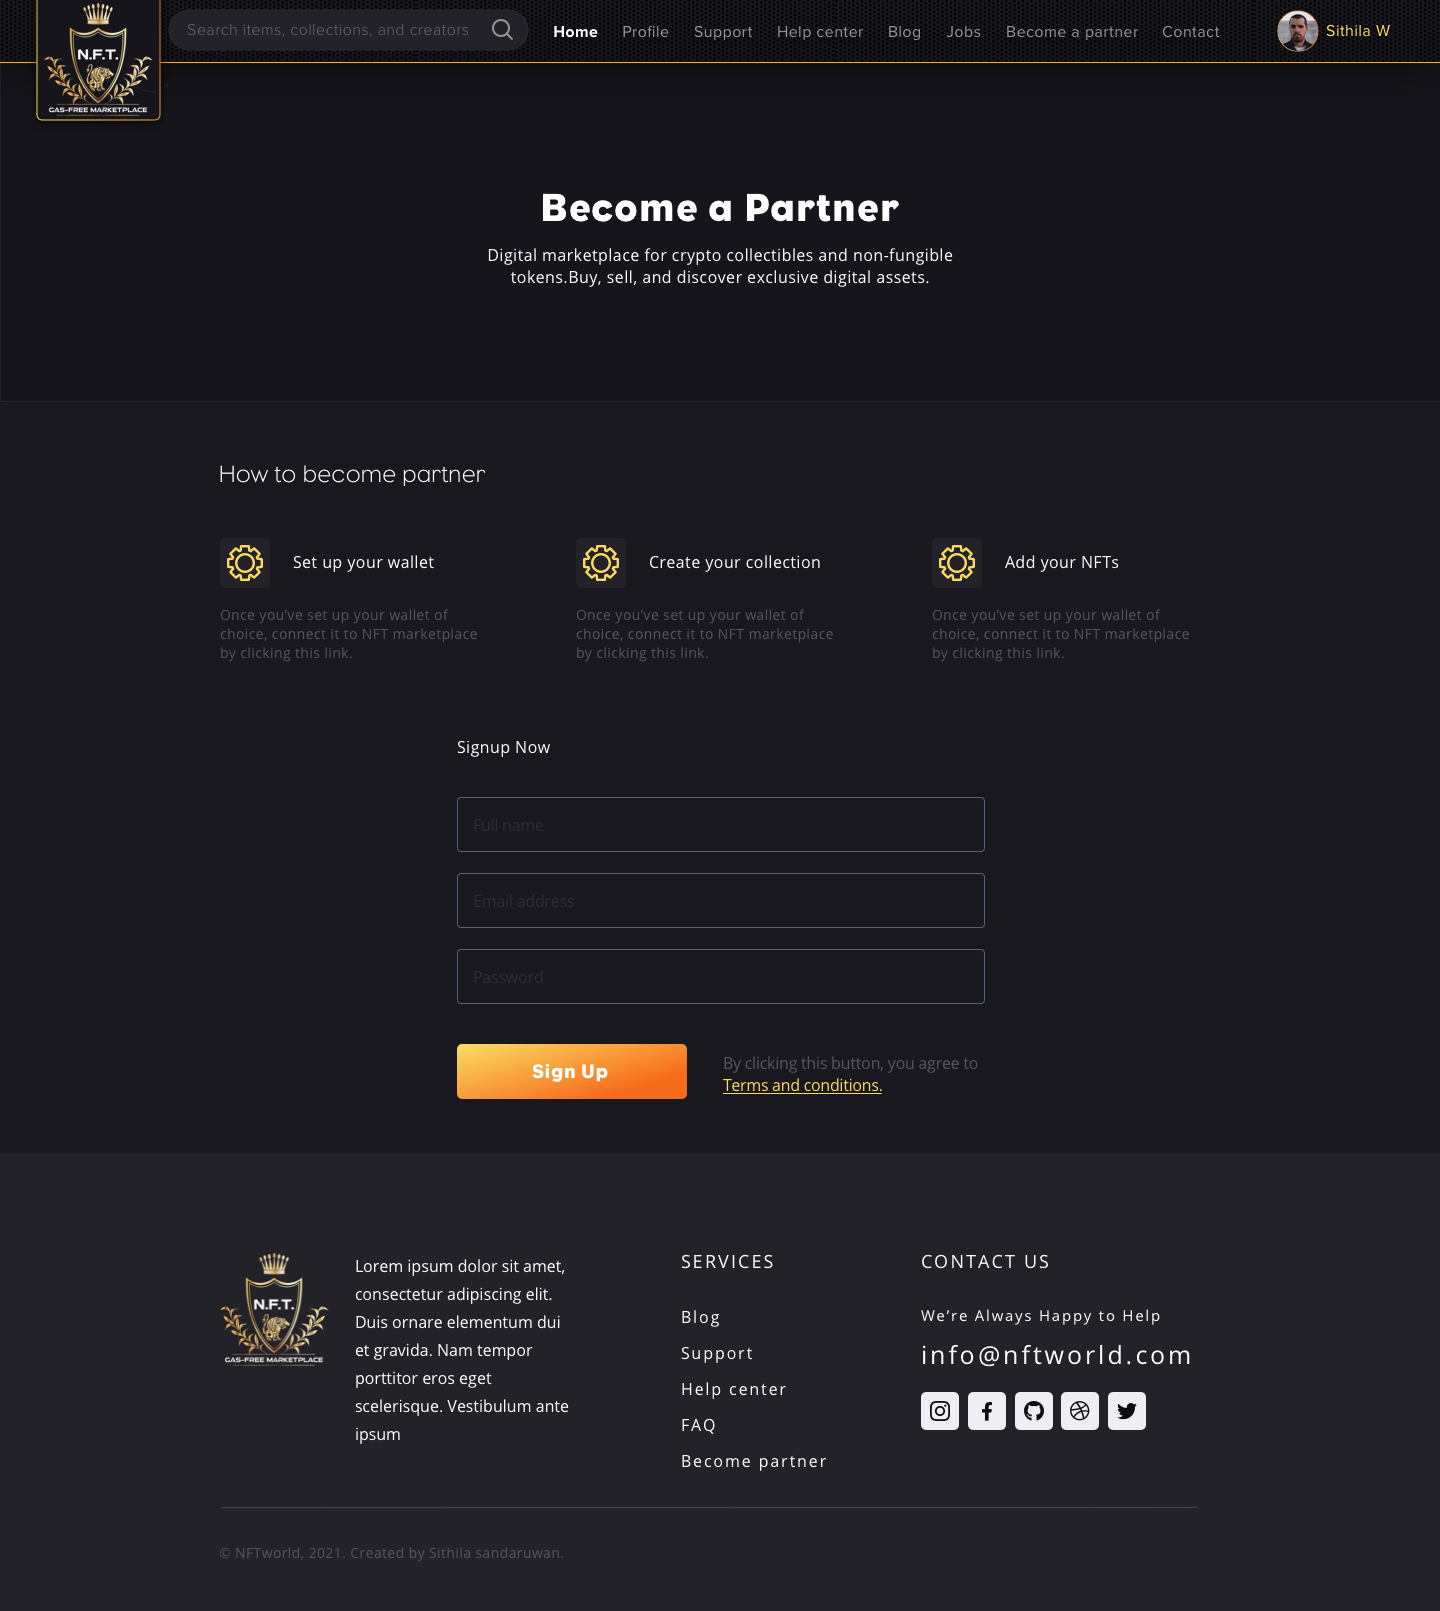 N.F.T.
GAS-FREE MARKETPLACE
Search items, collections, and creators
Home Profile Support Help center Blog Jobs Become a partner Contact
Sithila W
Become a Partner
Digital marketplace for crypto collectibles and non-fungible
tokens.Buy, sell, and discover exclusive digital assets.
How to become partner
Set up your wallet
Once you've set up your wallet of
choice, connect it to NFT marketplace
by clicking this link.
Create your collection
Once you've set up your wallet of
choice, connect it to NFT marketplace
by clicking this link.
Add your NFTs
Once you've set up your wallet of
choice, connect it to NFT marketplace
by clicking this link.
Signup Now
Full name
Email address
Password
Sign Up
By clicking this button, you agree to
Terms and conditions.
N.F.T.
GAS-FREE MARKETPLACE
Lorem ipsum dolor sit amet,
consectetur adipiscing elit.
Duis ornare elementum dui
et gravida. Nam tempor
porttitor eros eget
scelerisque. Vestibulum ante
ipsum
SERVICES
Blog
Support
Help center
FAQ
Become partner
CONTACT US
We're Always Happy to Help
info@nftworld.com
© NFTworld, 2021. Created by Sithila sandaruwan.